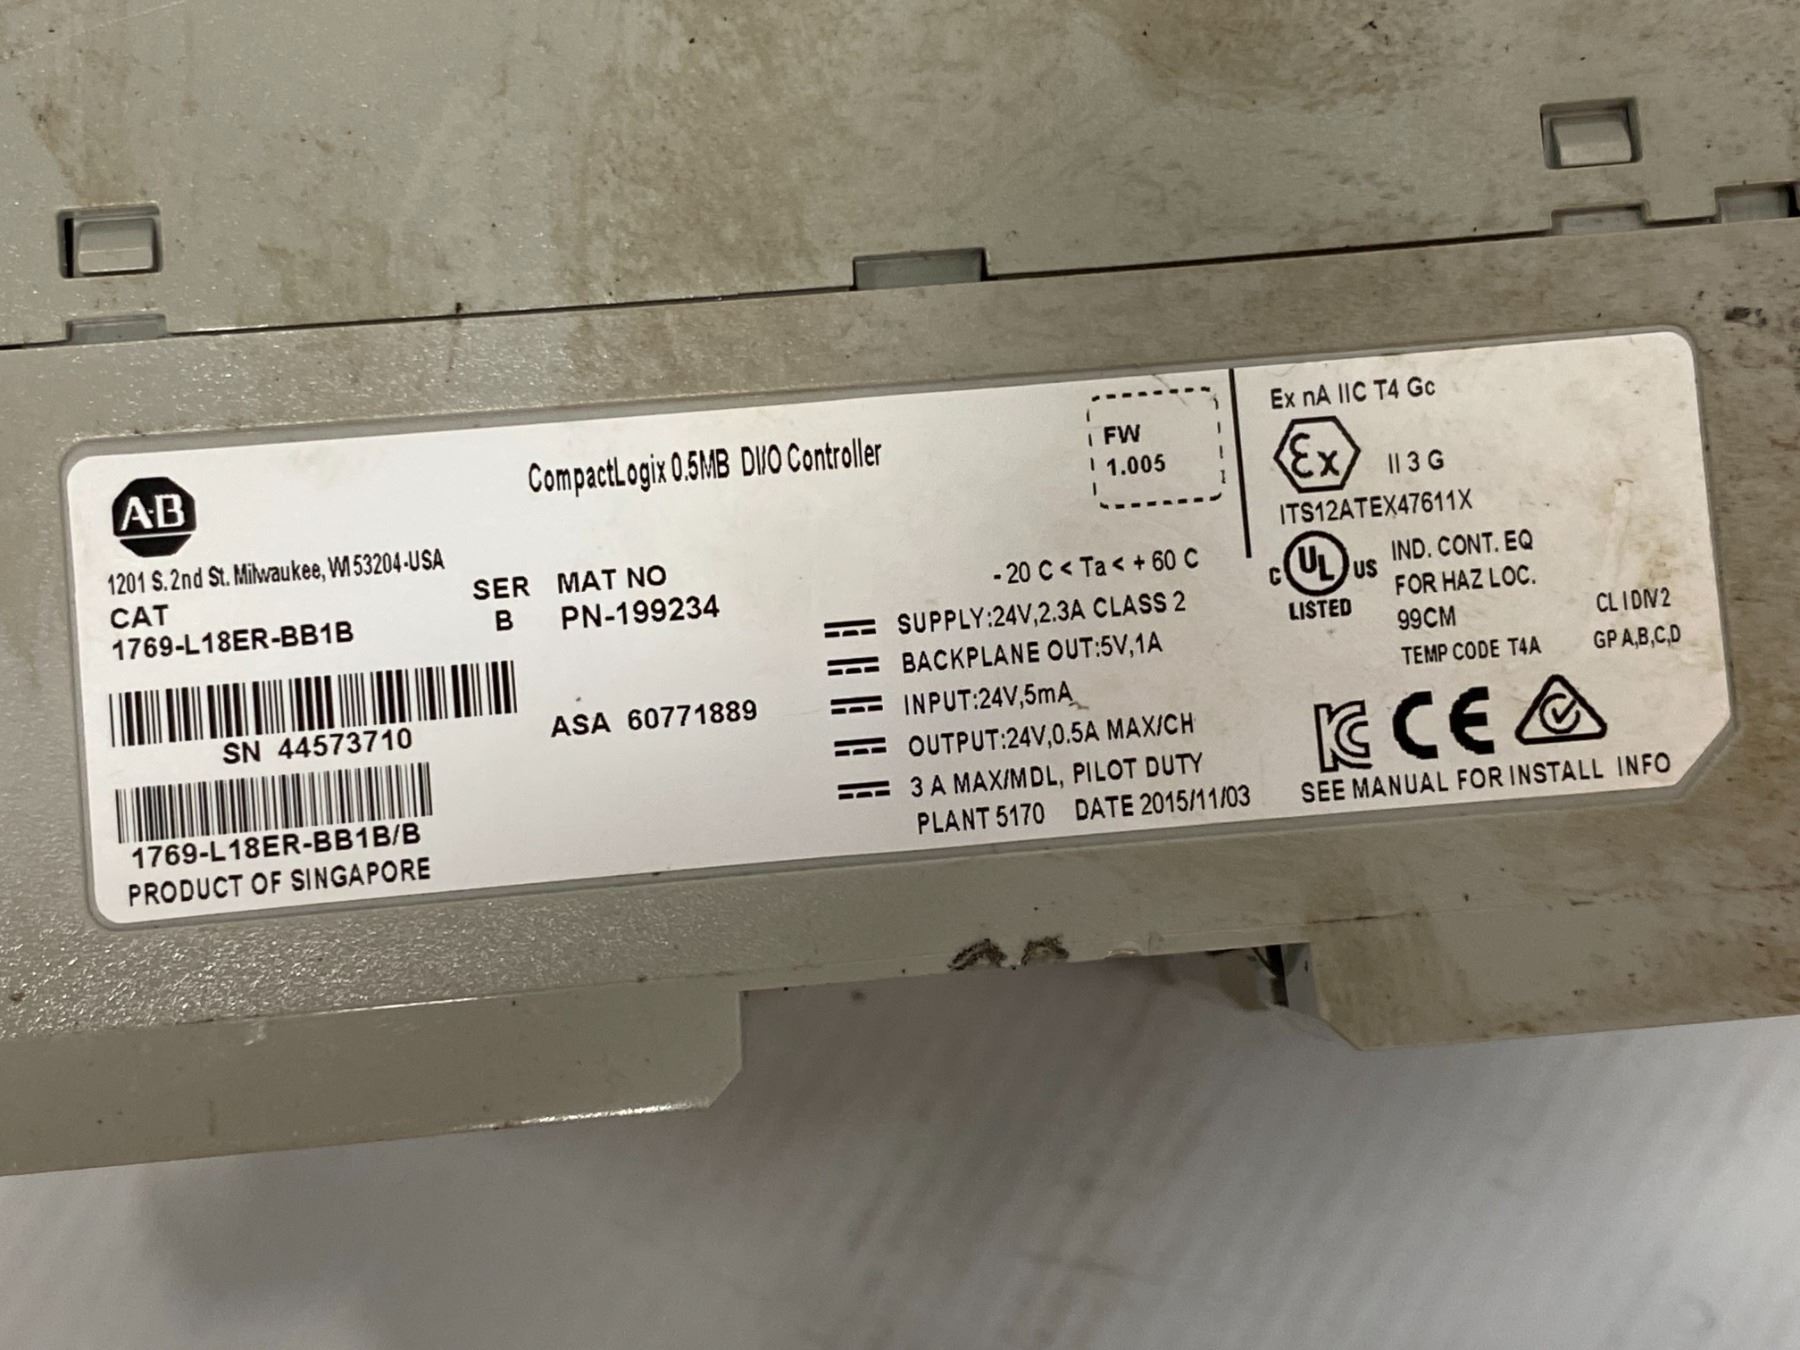 A·B
CompactLogix 0.5MB DI/O Controller
1201 S. 2nd St. Milwaukee, WI 53204-USA
CAT
1769-L18ER-BB1B
SER
B
MAT NO
PN-199234
SN 44573710
ASA 60771889
1769-L18ER-BB1B/B
PRODUCT OF SINGAPORE
FW
1.005
- 20 C < Ta < + 60 C
SUPPLY:24V,2.3A CLASS 2
BACKPLANE OUT:5V,1A
INPUT:24V,5mA
OUTPUT:24V,0.5A MAX/CH
3 A MAX/MDL, PILOT DUTY
PLANT 5170 DATE 2015/11/03
Ex nA IIC T4 Gc
Ex II 3 G
ITS12ATEX47611X
C UL US
LISTED
IND. CONT. EQ
FOR HAZ LOC.
99CM
TEMP CODE T4A
CL I DIV 2
GP A,B,C,D
KC CE
SEE MANUAL FOR INSTALL INFO